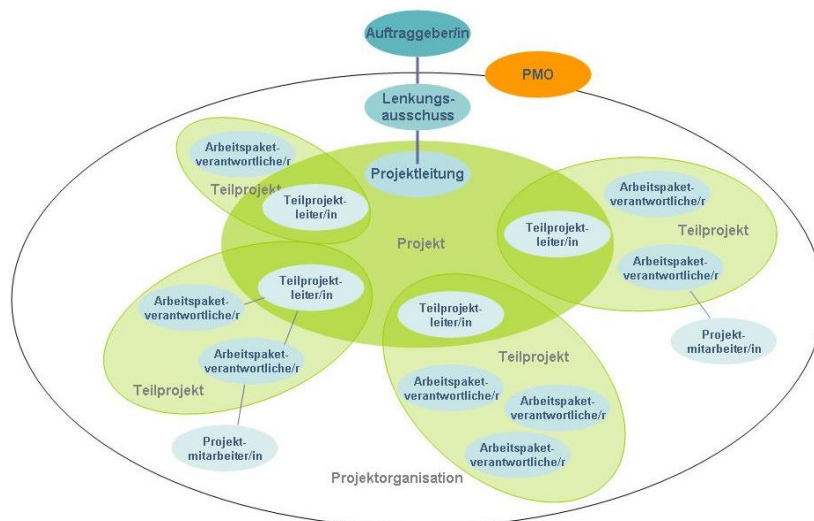 Auftraggeber/in
PMO
Lenkungs-
ausschuss
Projektleitung
Arbeitspaket-
verantwortliche/r
Teilprojekt
Teilprojekt-
leiter/in
Projekt
Teilprojekt-
leiter/in
Arbeitspaket-
verantwortliche/r
Teilprojekt
Arbeitspaket-
verantwortliche/r
Projekt-
mitarbeiter/in
Teilprojekt-
leiter/in
Arbeitspaket-
verantwortliche/r
Arbeitspaket-
verantwortliche/r
Teilprojekt
Projekt-
mitarbeiter/in
Teilprojekt-
leiter/in
Teilprojekt
Arbeitspaket-
verantwortliche/r
Arbeitspaket-
verantwortliche/r
Arbeitspaket-
verantwortliche/r
Projektorganisation